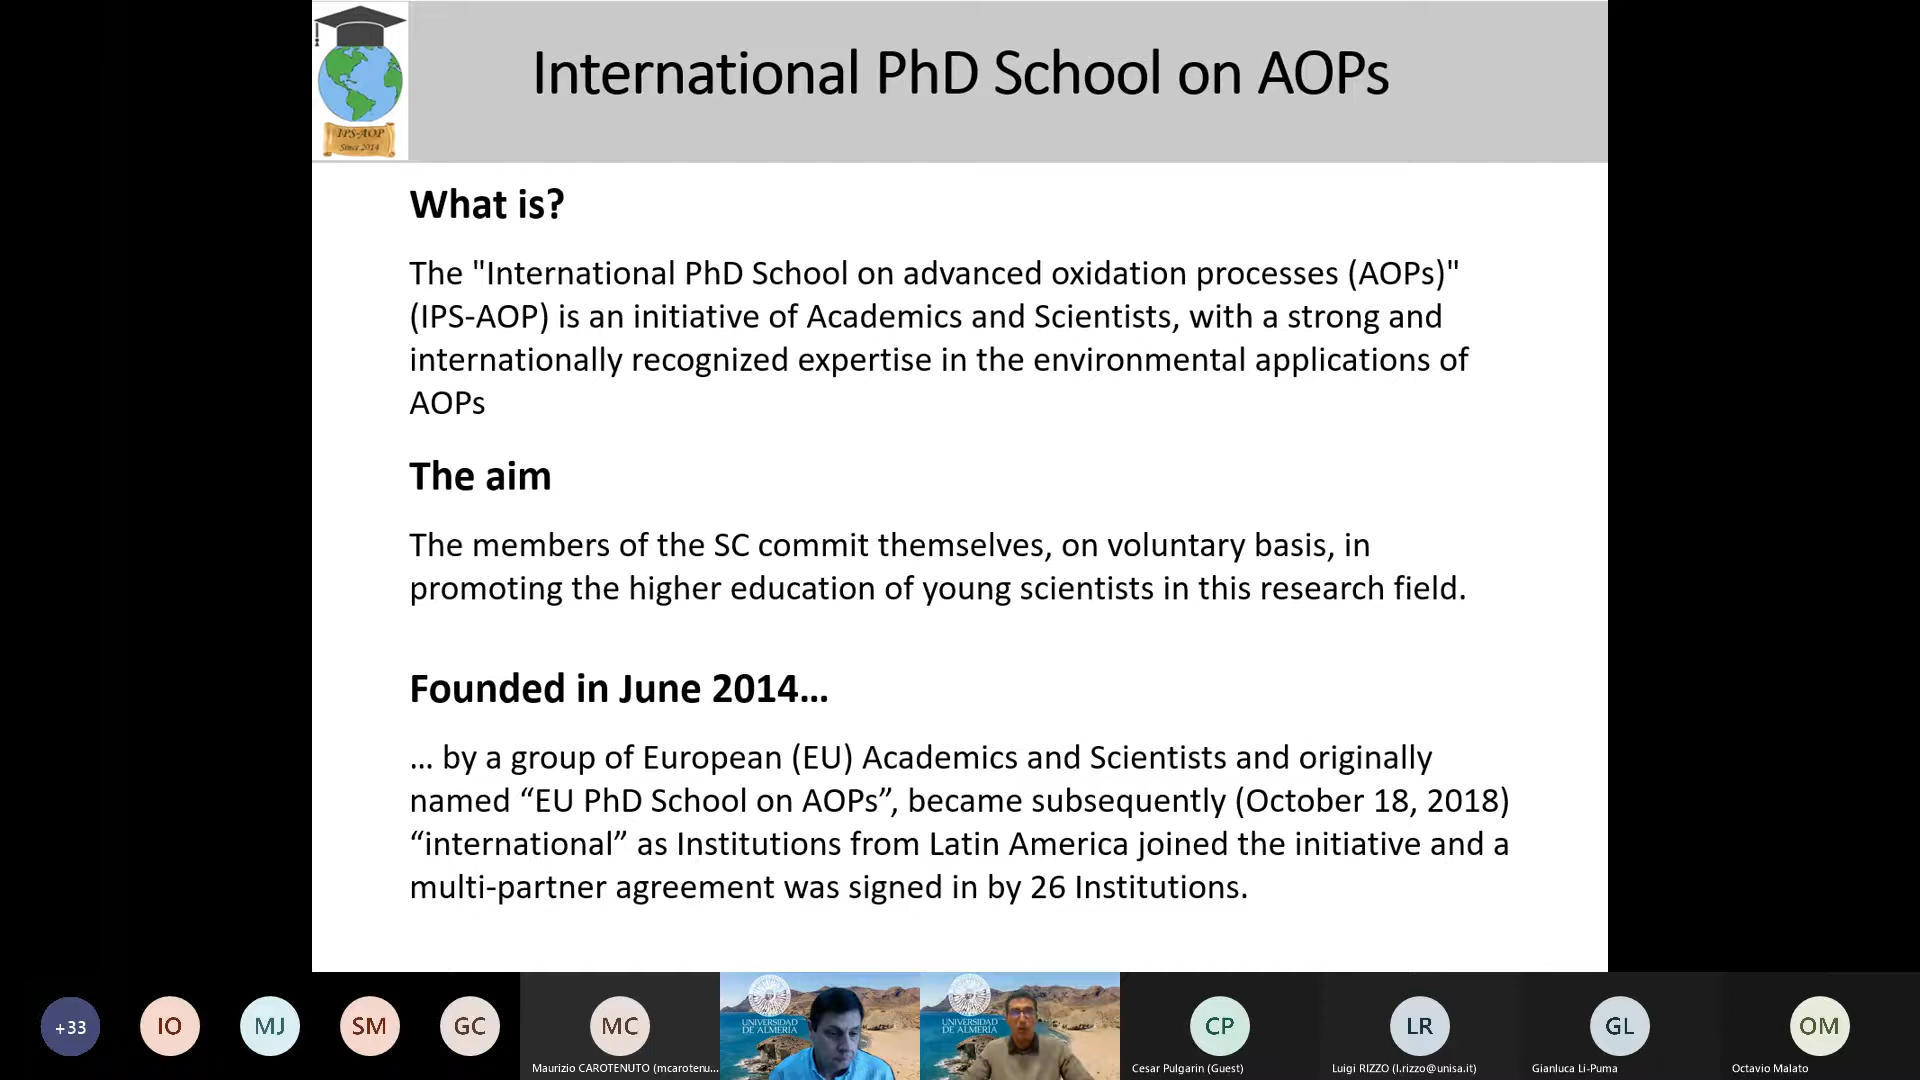 International PhD School on AOPs
IPS-AOP
Since 2014
What is?
The "International PhD School on advanced oxidation processes (AOPs)"
(IPS-AOP) is an initiative of Academics and Scientists, with a strong and
internationally recognized expertise in the environmental applications of
AOPs
The aim
The members of the SC commit themselves, on voluntary basis, in
promoting the higher education of young scientists in this research field.
Founded in June 2014…
… by a group of European (EU) Academics and Scientists and originally
named “EU PhD School on AOPs”, became subsequently (October 18, 2018)
“international” as Institutions from Latin America joined the initiative and a
multi-partner agreement was signed in by 26 Institutions.
+33
IO
MJ
SM
GC
MC
Maurizio CAROTENUTO (mcarotenu...
UNIVERSIDAD
DE ALMERÍA
UNIVERSIDAD
DE ALMERÍA
CP
Cesar Pulgarin (Guest)
LR
Luigi RIZZO (l.rizzo@unisa.it)
GL
Gianluca Li-Puma
OM
Octavio Malato